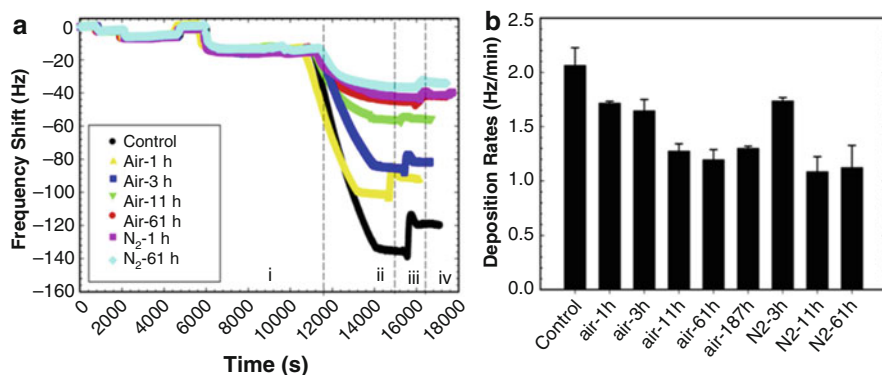 a
Frequency Shift (Hz)
0
−20
−40
−60
−80
−100
−120
−140
−160
Control
Air-1 h
Air-3 h
Air-11 h
Air-61 h
N₂-1 h
N₂-61 h
i
ii
iii
iv
0
2000
4000
6000
8000
10000
12000
14000
16000
18000
Time (s)
b
Deposition Rates (Hz/min)
2.5
2.0
1.5
1.0
0.5
0.0
Control
air-1h
air-3h
air-11h
air-61h
air-187h
N2-3h
N2-11h
N2-61h